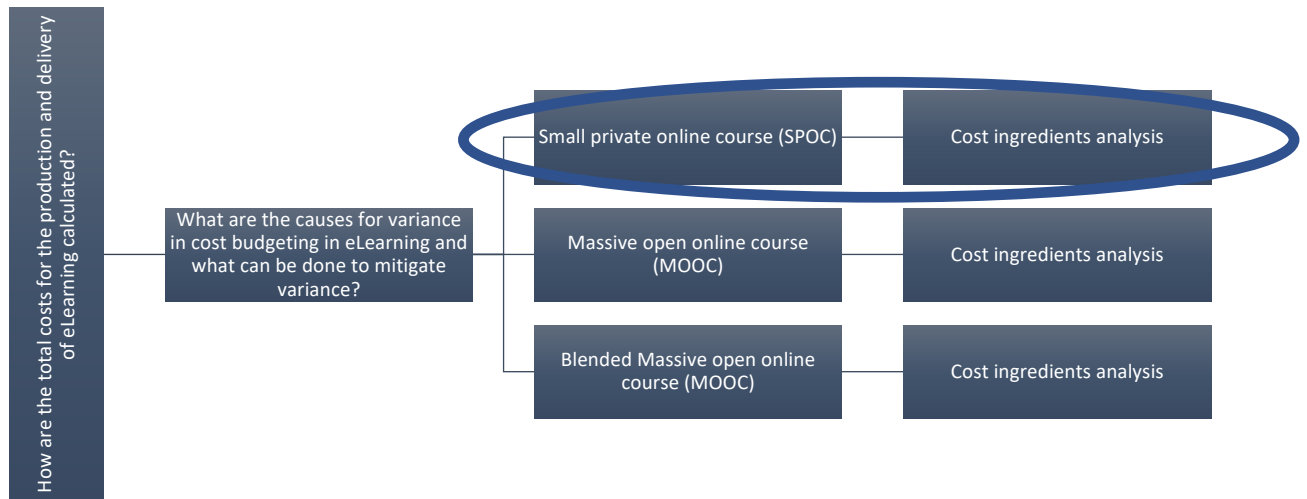 How are the total costs for the production and delivery
of eLearning calculated?
What are the causes for variance
in cost budgeting in eLearning and
what can be done to mitigate
variance?
Small private online course (SPOC)
Cost ingredients analysis
Massive open online course
(MOOC)
Cost ingredients analysis
Blended Massive open online
course (MOOC)
Cost ingredients analysis